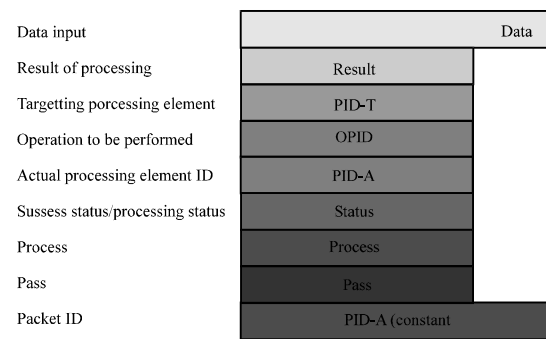 Data input Data
Result of processing Result
Targetting porcessing element PID-T
Operation to be performed OPID
Actual processing element ID PID-A
Sussess status/processing status Status
Process Process
Pass Pass
Packet ID PID-A (constant